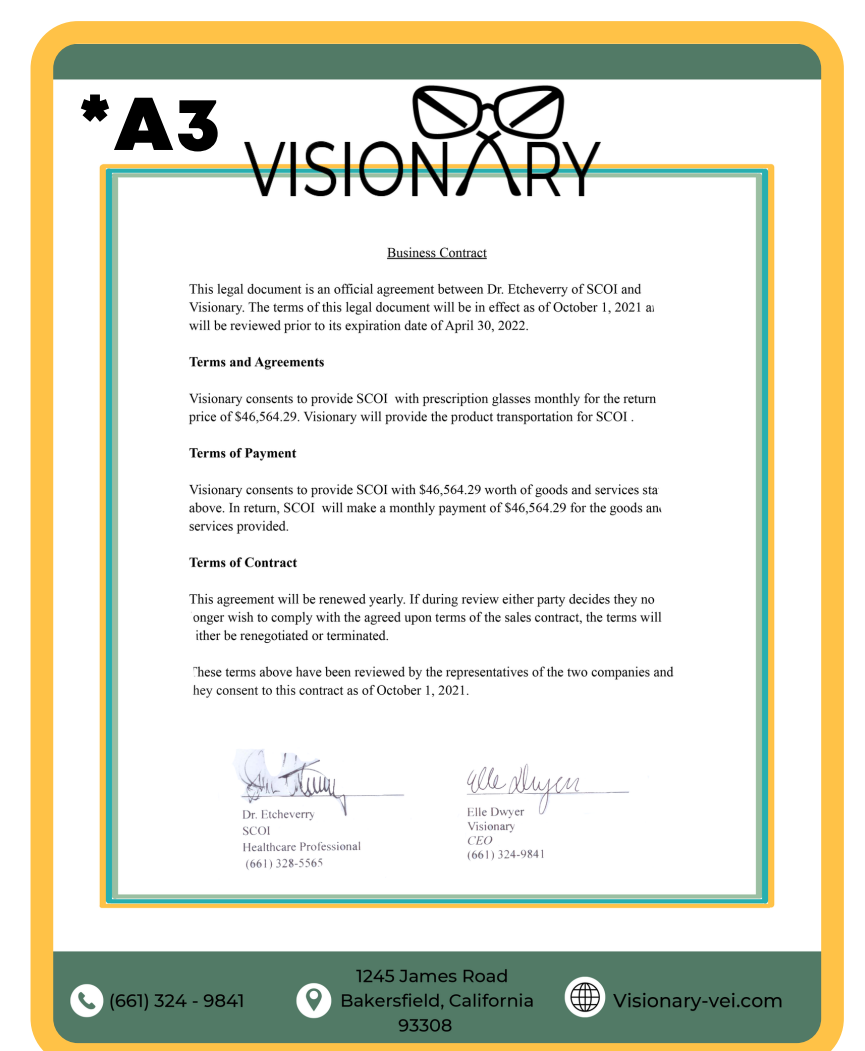 *A3
VISIONARY
Business Contract
This legal document is an official agreement between Dr. Etcheverry of SCOI and
Visionary. The terms of this legal document will be in effect as of October 1, 2021 a
will be reviewed prior to its expiration date of April 30, 2022.
Terms and Agreements
Visionary consents to provide SCOI with prescription glasses monthly for the return
price of $46,564.29. Visionary will provide the product transportation for SCOI .
Terms of Payment
Visionary consents to provide SCOI with $46,564.29 worth of goods and services sta
above. In return, SCOI will make a monthly payment of $46,564.29 for the goods an
services provided.
Terms of Contract
This agreement will be renewed yearly. If during review either party decides they no
onger wish to comply with the agreed upon terms of the sales contract, the terms will
ither be renegotiated or terminated.
hese terms above have been reviewed by the representatives of the two companies and
hey consent to this contract as of October 1, 2021.
Elle Dwyer
Dr. Etcheverry
SCOI
Healthcare Professional
(661) 328-5565
Elle Dwyer
Visionary
CEO
(661) 324-9841
(661) 324 - 9841
1245 James Road
Bakersfield, California
93308
Visionary-vei.com